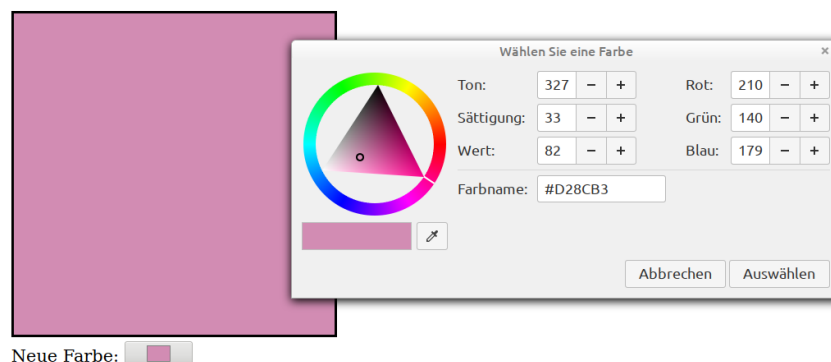 Wählen Sie eine Farbe ×
Ton: 327 − + Rot: 210 − +
Sättigung: 33 − + Grün: 140 − +
Wert: 82 − + Blau: 179 − +
Farbname: #D28CB3
Abbrechen Auswählen
Neue Farbe: